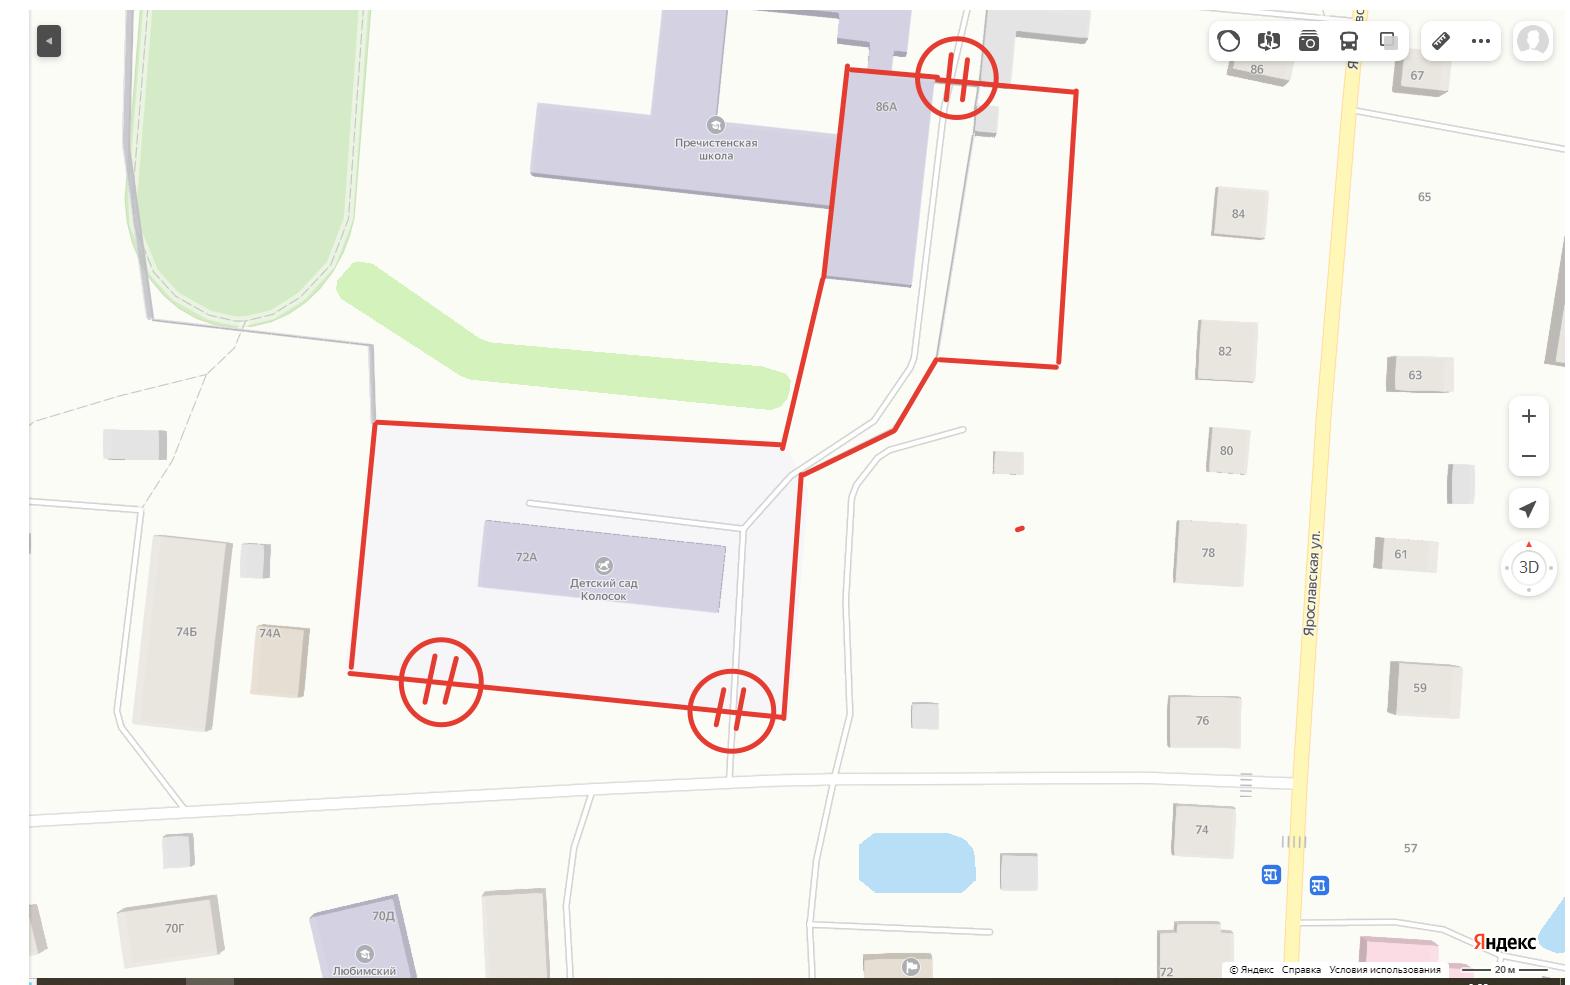 86
67
86А
Пречистенская
школа
65
84
82
63
80
72А
78
61
Детский сад
Колосок
3D
Ярославская ул.
74Б
74А
59
76
74
57
70Д
70Г
Любимский
72
Яндекс
© Яндекс Справка Условия использования 20 м